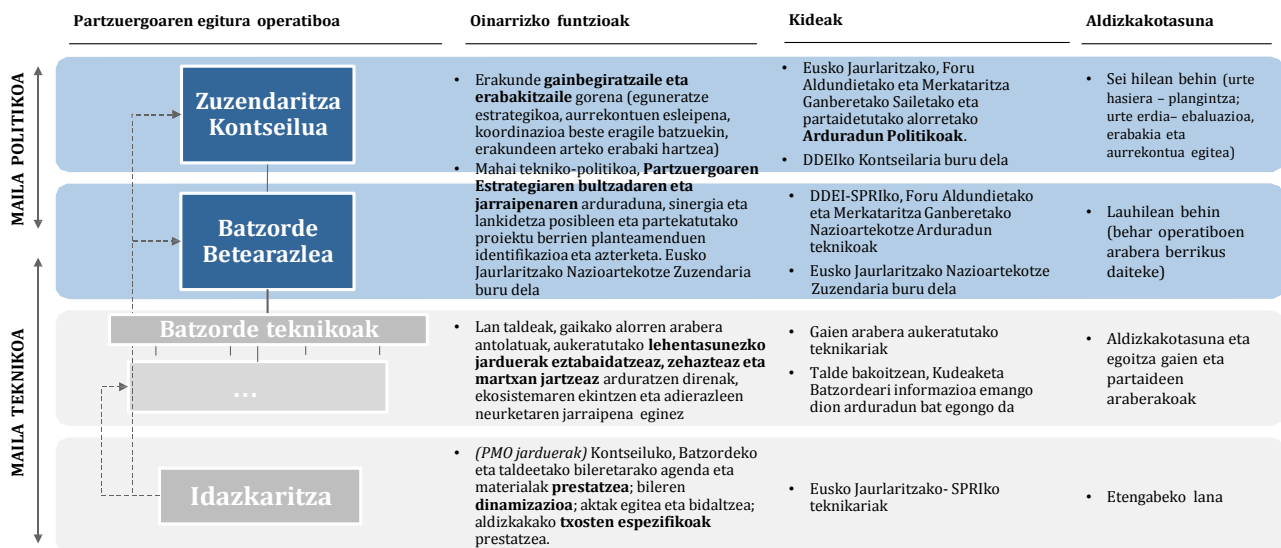 Partzuergoaren egitura operatiboa
Oinarrizko funtzioak
Kideak
Aldizkakotasuna
MAILA POLITIKOA
MAILA TEKNIKOA
Zuzendaritza
Kontseilua
• Erakunde gainbegiratzaile eta
erabakitzaile gorena (eguneratze
estrategikoa, aurrekontuen esleipena,
koordinazioa beste eragile batzuekin,
erakundeen arteko erabaki hartzea)
• Eusko Jaurlaritzako, Foru
Aldundietako eta Merkataritza
Ganberetako Sailetako eta
partaidetutako alorretako
Arduradun Politikoak.
• DDEIko Kontseilaria buru dela
• Sei hilean behin (urte
hasiera – plangintza;
urte erdia– ebaluazioa,
erabakia eta
aurrekontua egitea)
Batzorde
Betearazlea
• Mahai tekniko-politikoa, Partzuergoaren
Estrategiaren bultzadaren eta
jarraipenaren arduraduna, sinergia eta
lankidetza posibleen eta partekatutako
proiektu berrien planteamenduen
identifikazioa eta azterketa. Eusko
Jaurlaritzako Nazioartekotze Zuzendaria
buru dela
• DDEI-SPRIko, Foru Aldundietako
eta Merkataritza Ganberetako
Nazioartekotze Arduradun
teknikoak
• Eusko Jaurlaritzako Nazioartekotze
Zuzendaria buru dela
• Lauhilean behin
(behar operatiboen
arabera berrikus
daiteke)
Batzorde teknikoak
...
• Lan taldeak, gaikako alorren arabera
antolatuak, aukeratutako lehentasunezko
jarduerak eztabaidatzeaz, zehazteaz eta
martxan jartzeaz arduratzen direnak,
ekosistemaren ekintzen eta adierazleen
neurketaren jarraipena eginez
• Gaien arabera aukeratutako
teknikariak
• Talde bakoitzean, Kudeaketa
Batzordeari informazioa emango
dion arduradun bat egongo da
• Aldizkakotasuna eta
egoitza gaien eta
partaideen
araberakoak
Idazkaritza
• (PMO jarduerak) Kontseiluko, Batzordeko
eta taldeetako bileretarako agenda eta
materialak prestatzea; bileren
dinamizazioa; aktak egitea eta bidaltzea;
aldizkakako txosten espezifikoak
prestatzea.
• Eusko Jaurlaritzako- SPRIko
teknikariak
• Etengabeko lana